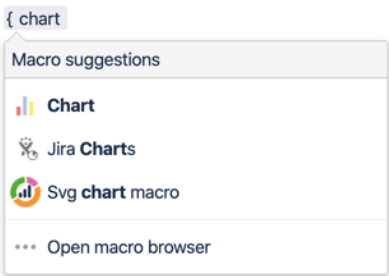 { chart
Macro suggestions
Chart
Jira Charts
Svg chart macro
Open macro browser